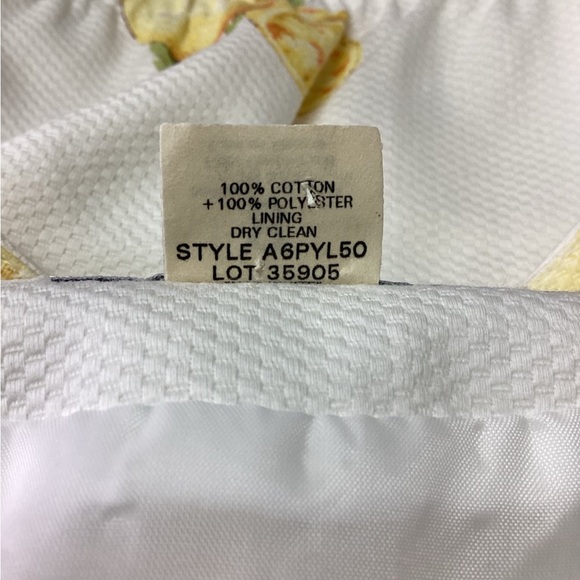 100% COTTON
+100% POLYESTER
LINING
DRY CLEAN
STYLE A6PYL50
LOT 35905